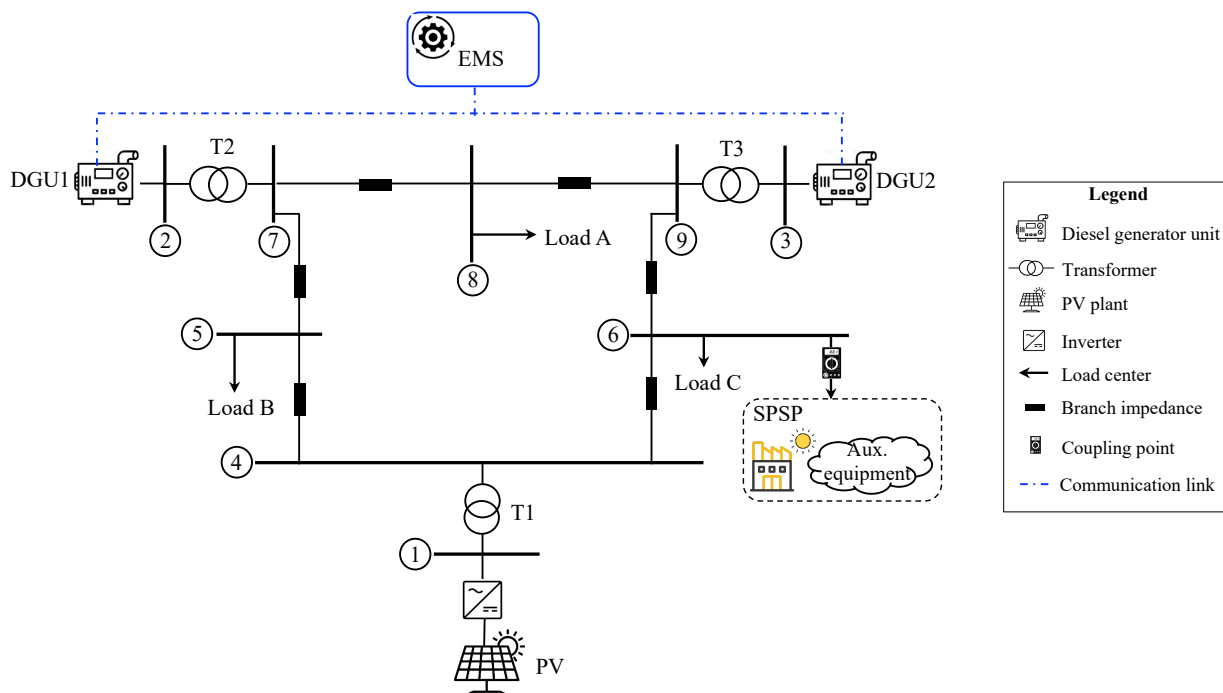 EMS
T2
T3
DGU1
DGU2
2
7
8
9
3
Load A
5
6
Load B
Load C
SPSP
Aux.
equipment
4
T1
1
PV
Legend
Diesel generator unit
Transformer
PV plant
Inverter
Load center
Branch impedance
Coupling point
Communication link